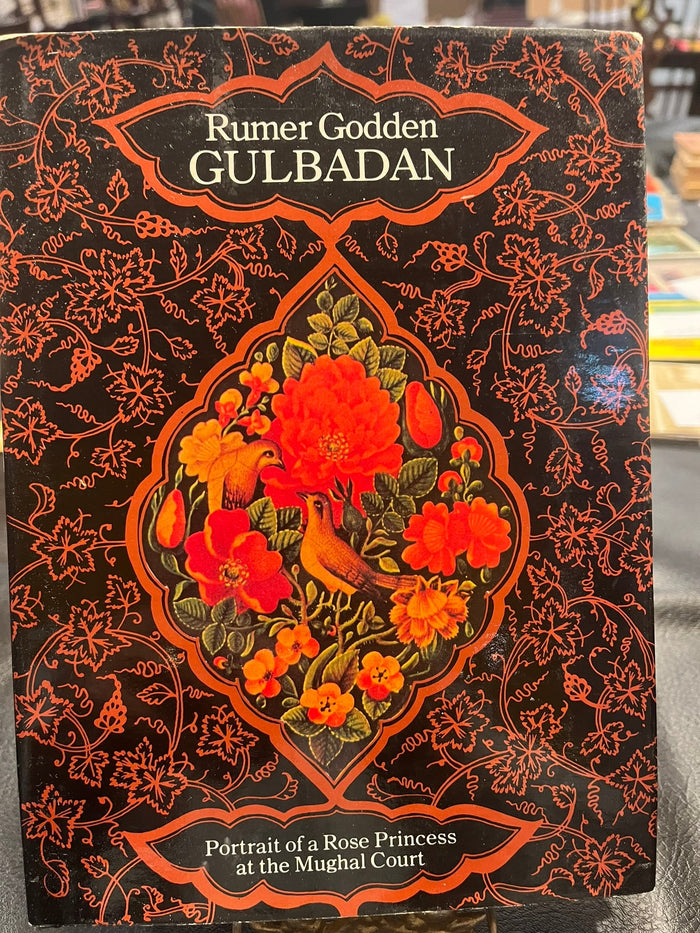 Rumer Godden
GULBADAN
Portrait of a Rose Princess
at the Mughal Court